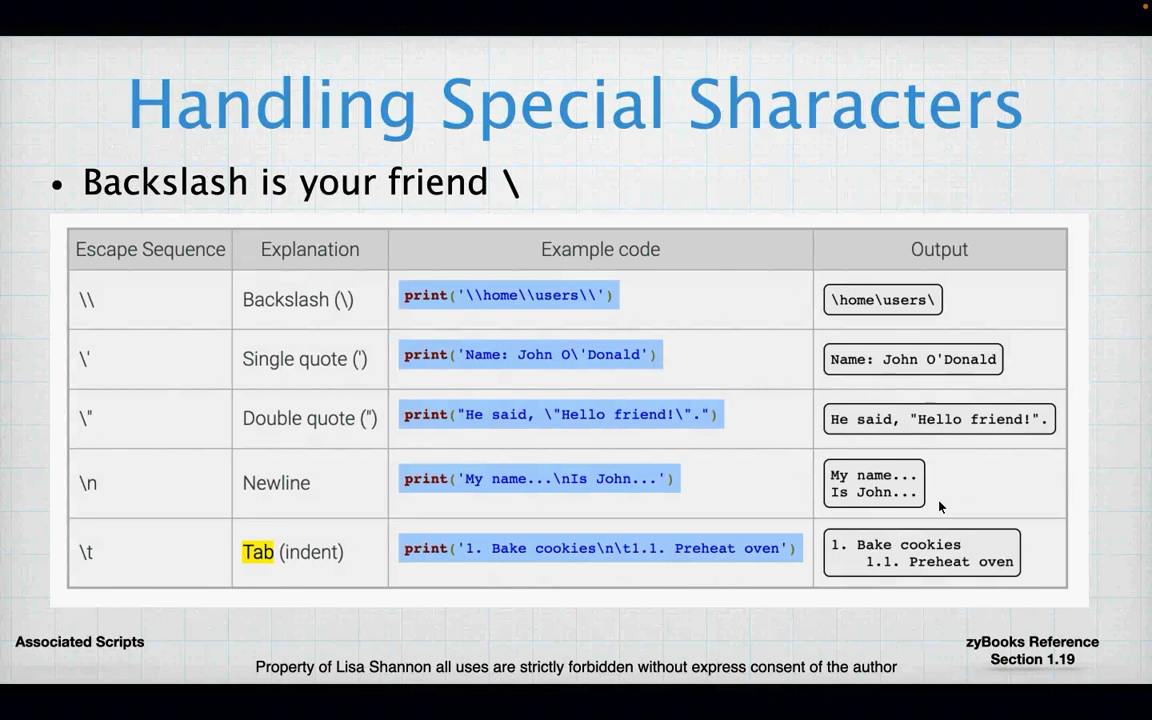 Handling Special Sharacters
• Backslash is your friend \
Escape Sequence Explanation Example code Output
\\ Backslash (\) print('\\home\\users\\') \home\users\
\' Single quote (') print('Name: John O\'Donald') Name: John O'Donald
\" Double quote (") print("He said, \"Hello friend!\".") He said, "Hello friend!".
\n Newline print('My name...\nIs John...') My name...
Is John...
\t Tab (indent) print('1. Bake cookies\n\t1.1. Preheat oven') 1. Bake cookies
1.1. Preheat oven
Associated Scripts
zyBooks Reference
Section 1.19
Property of Lisa Shannon all uses are strictly forbidden without express consent of the author